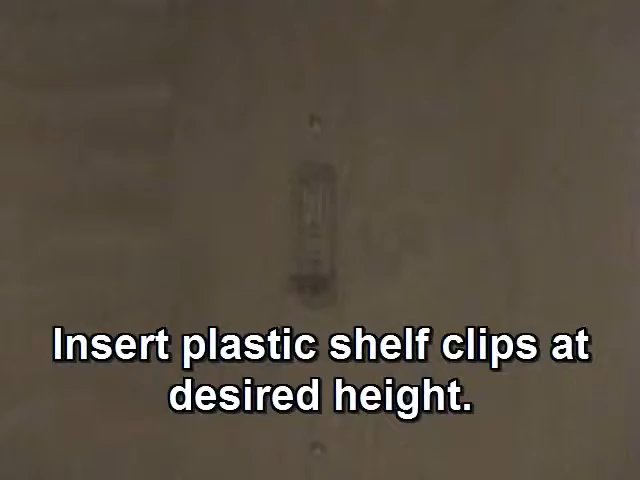 Insert plastic shelf clips at
desired height.